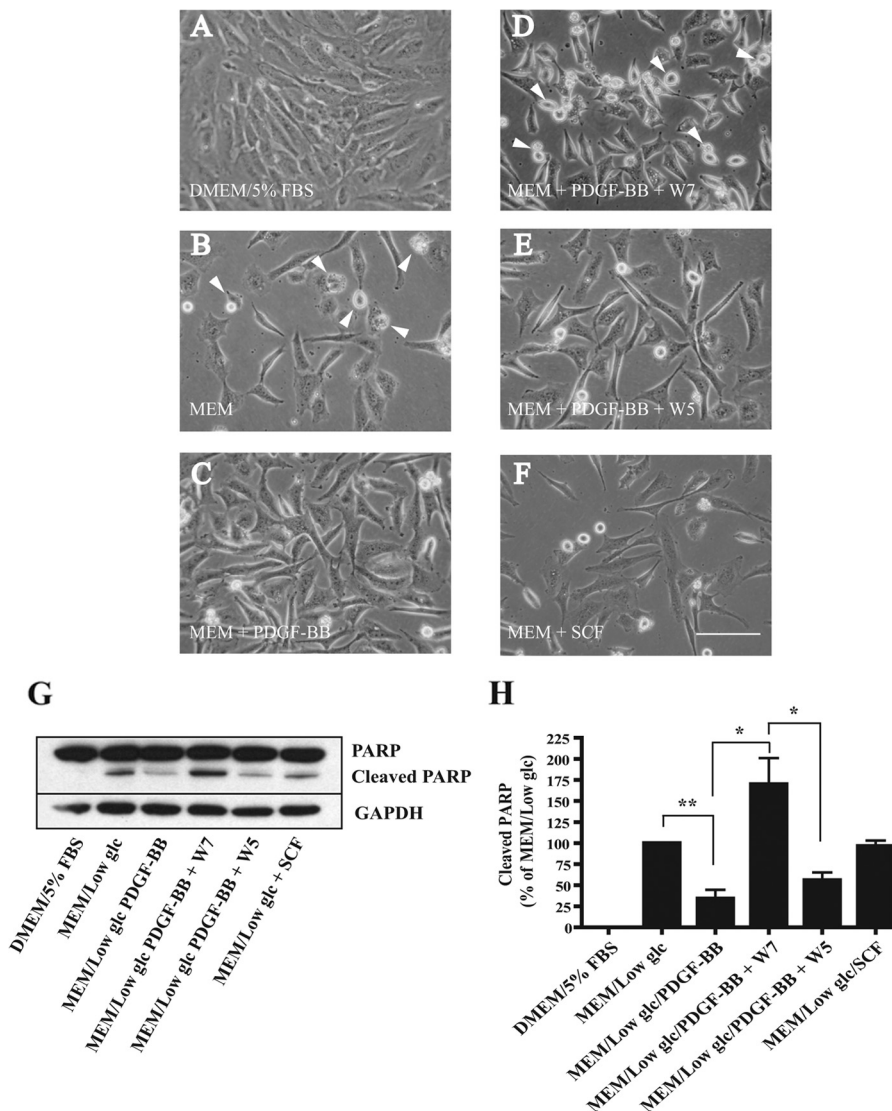 A
DMEM/5% FBS
B
MEM
C
MEM + PDGF-BB
D
MEM + PDGF-BB + W7
E
MEM + PDGF-BB + W5
F
MEM + SCF
G
PARP
Cleaved PARP
GAPDH
DMEM/5% FBS
MEM/Low glc
MEM/Low glc PDGF-BB
MEM/Low glc PDGF-BB + W7
MEM/Low glc PDGF-BB + W5
MEM/Low glc + SCF
H
Cleaved PARP
(% of MEM/Low glc)
225
200
175
150
125
100
75
50
25
0
**
*
*
DMEM/5% FBS
MEM/Low glc
MEM/Low glc/PDGF-BB
MEM/Low glc/PDGF-BB + W7
MEM/Low glc/PDGF-BB + W5
MEM/Low glc/SCF